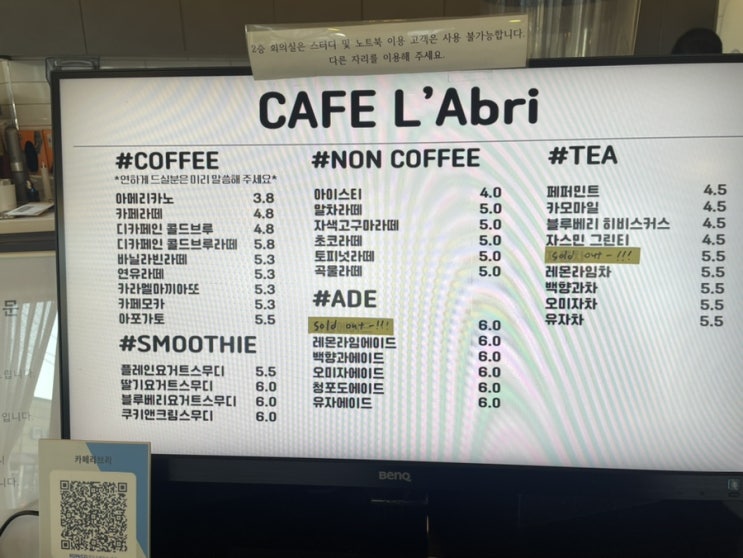 2층 회의실은 스터디 및 노트북 이용 고객은 사용 불가능합니다.
다른 자리를 이용해 주세요.
CAFE L'Abri
#COFFEE
*연하게 드실분은 미리 말씀해 주세요*
아메리카노 3.8
카페라떼 4.8
디카페인 콜드브루 4.8
디카페인 콜드브루라떼 5.8
바닐라빈라떼 5.3
연유라떼 5.3
카라멜마끼아또 5.3
카페모카 5.3
아포가토 5.5
#SMOOTHIE
플레인요거트스무디 5.5
딸기요거트스무디 6.0
블루베리요거트스무디 6.0
쿠키앤크림스무디 6.0
#NON COFFEE
아이스티 4.0
말차라떼 5.0
자색고구마라떼 5.0
초코라떼 5.0
토피넛라떼 5.0
곡물라떼 5.0
#ADE
sold out-!!! 6.0
레몬라임에이드 6.0
백향과에이드 6.0
오미자에이드 6.0
청포도에이드 6.0
유자에이드 6.0
#TEA
페퍼민트 4.5
카모마일 4.5
블루베리 히비스커스 4.5
자스민 그린티 4.5
sold out-!!! 5.5
레몬라임차 5.5
백향과차 5.5
오미자차 5.5
유자차 5.5
문
입니다.
BenQ
카페라브리